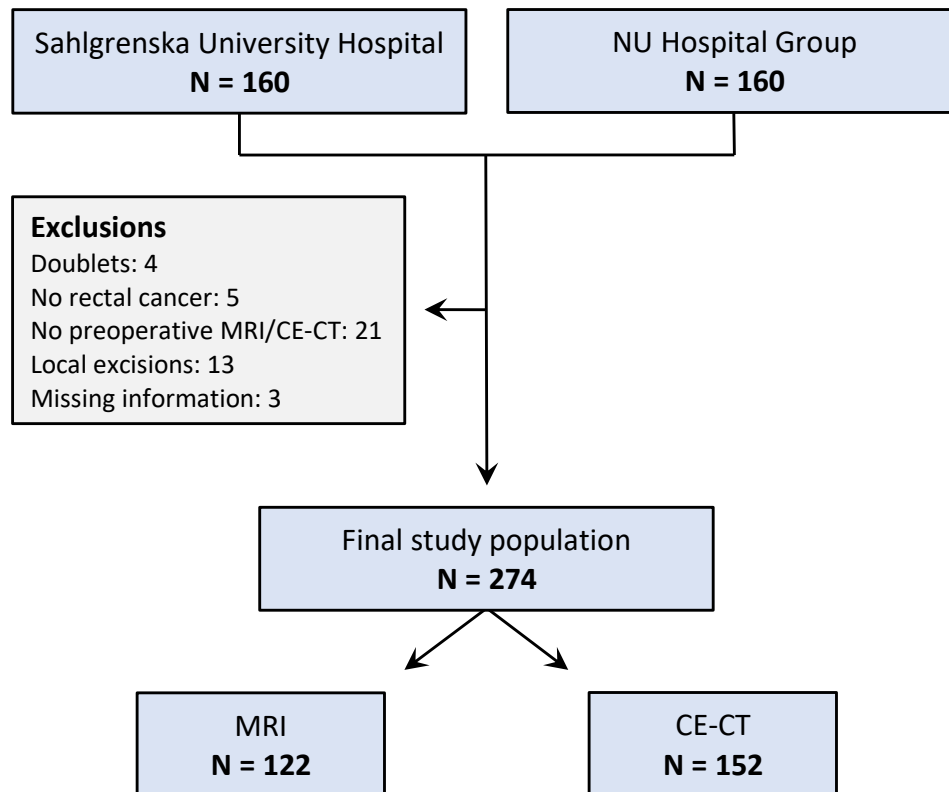 Sahlgrenska University Hospital
N = 160
NU Hospital Group
N = 160
Exclusions
Doublets: 4
No rectal cancer: 5
No preoperative MRI/CE-CT: 21
Local excisions: 13
Missing information: 3
Final study population
N = 274
MRI
N = 122
CE-CT
N = 152